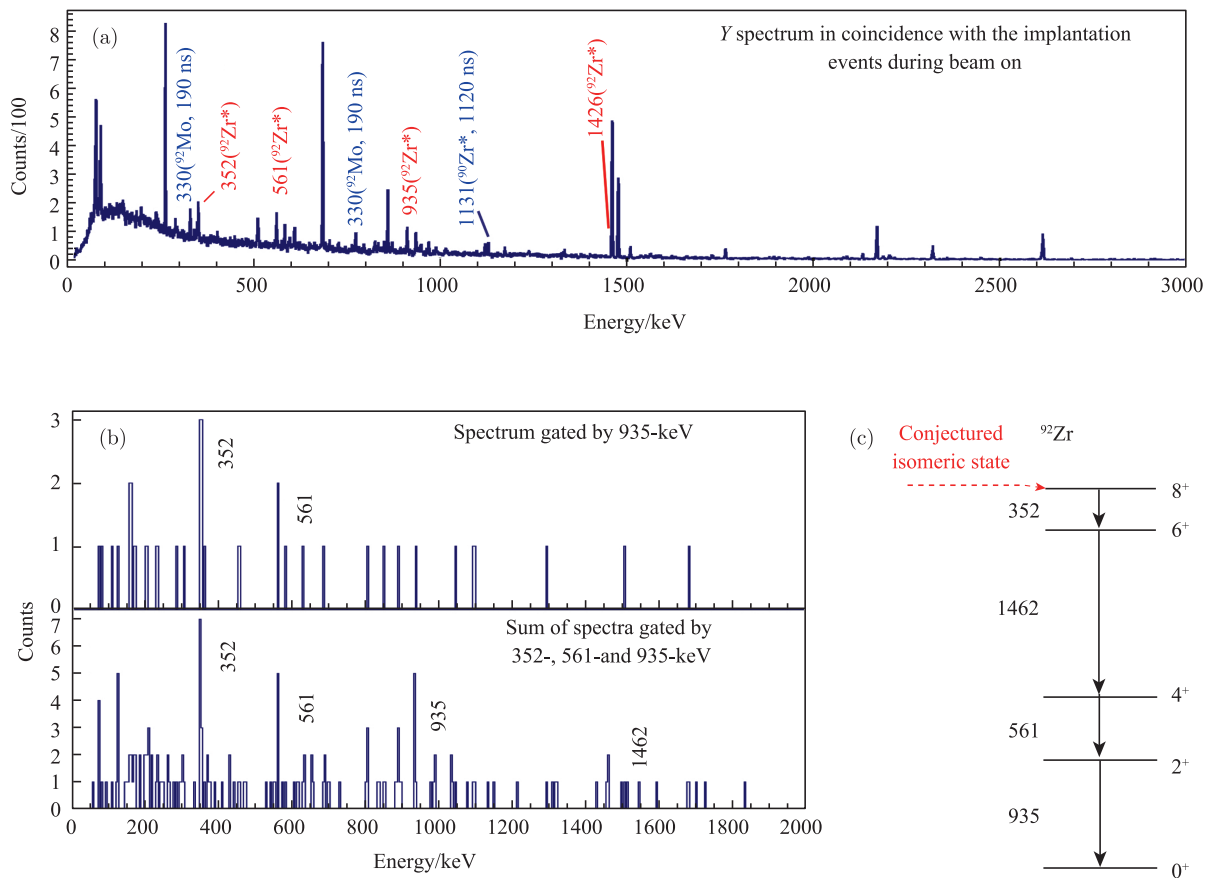 (a)
Y spectrum in coincidence with the implantation
events during beam on
Counts/100
8
7
6
5
4
3
2
1
0
330(⁹²Mo, 190 ns)
352(⁹²Zr*)
561(⁹²Zr*)
330(⁹²Mo, 190 ns)
935(⁹²Zr*)
1131(⁹⁰Zr*, 1120 ns)
1426(⁹²Zr*)
0 500 1000 1500 2000 2500 3000
Energy/keV
(b)
Spectrum gated by 935-keV
3
2
1
0
352
561
Counts
Sum of spectra gated by
352-, 561-and 935-keV
7
6
5
4
3
2
1
0
352
561
935
1462
0 200 400 600 800 1000 1200 1400 1600 1800 2000
Energy/keV
(c)
Conjectured
isomeric state
⁹²Zr
8⁺
352
6⁺
1462
4⁺
561
2⁺
935
0⁺